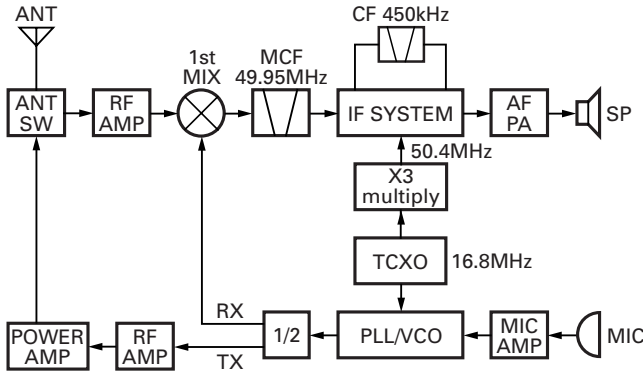 ANT
CF 450kHz
1st
MIX
MCF
49.95MHz
ANT
SW
RF
AMP
IF SYSTEM
AF
PA
SP
50.4MHz
X3
multiply
TCXO
16.8MHz
RX
TX
POWER
AMP
RF
AMP
1/2
PLL/VCO
MIC
AMP
MIC